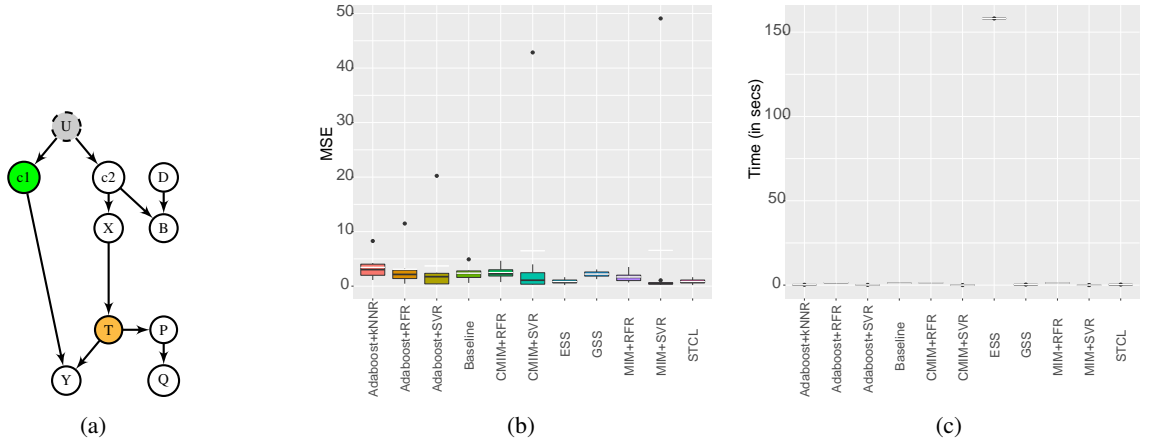 U
c1
c2
D
X
B
T
P
Y
Q
(a)
MSE
50
40
30
20
10
0
Adaboost+kNNR
Adaboost+RFR
Adaboost+SVR
Baseline
CMIM+RFR
CMIM+SVR
ESS
GSS
MIM+RFR
MIM+SVR
STCL
(b)
Time (in secs)
150
100
50
0
Adaboost+kNNR
Adaboost+RFR
Adaboost+SVR
Baseline
CMIM+RFR
CMIM+SVR
ESS
GSS
MIM+RFR
MIM+SVR
STCL
(c)